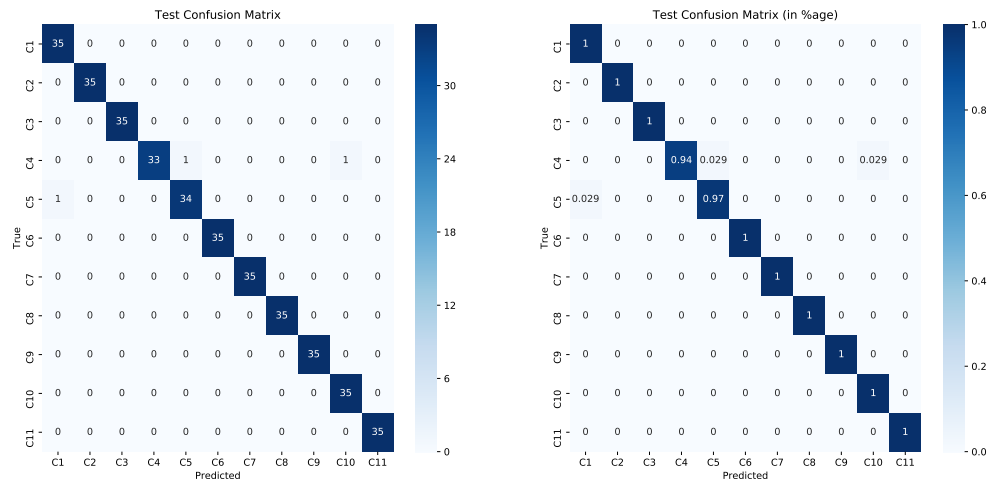 Test Confusion Matrix
C1 35 0 0 0 0 0 0 0 0 0 0
C2 0 35 0 0 0 0 0 0 0 0 0
C3 0 0 35 0 0 0 0 0 0 0 0
C4 0 0 0 33 1 0 0 0 0 1 0
C5 1 0 0 0 34 0 0 0 0 0 0
C6 0 0 0 0 0 35 0 0 0 0 0
C7 0 0 0 0 0 0 35 0 0 0 0
C8 0 0 0 0 0 0 0 35 0 0 0
C9 0 0 0 0 0 0 0 0 35 0 0
C10 0 0 0 0 0 0 0 0 0 35 0
C11 0 0 0 0 0 0 0 0 0 0 35
C1 C2 C3 C4 C5 C6 C7 C8 C9 C10 C11
Predicted
True
30
24
18
12
6
0
Test Confusion Matrix (in %age)
C1 1 0 0 0 0 0 0 0 0 0 0
C2 0 1 0 0 0 0 0 0 0 0 0
C3 0 0 1 0 0 0 0 0 0 0 0
C4 0 0 0 0.94 0.029 0 0 0 0 0.029 0
C5 0.029 0 0 0 0.97 0 0 0 0 0 0
C6 0 0 0 0 0 1 0 0 0 0 0
C7 0 0 0 0 0 0 1 0 0 0 0
C8 0 0 0 0 0 0 0 1 0 0 0
C9 0 0 0 0 0 0 0 0 1 0 0
C10 0 0 0 0 0 0 0 0 0 1 0
C11 0 0 0 0 0 0 0 0 0 0 1
C1 C2 C3 C4 C5 C6 C7 C8 C9 C10 C11
Predicted
True
1.0
0.8
0.6
0.4
0.2
0.0